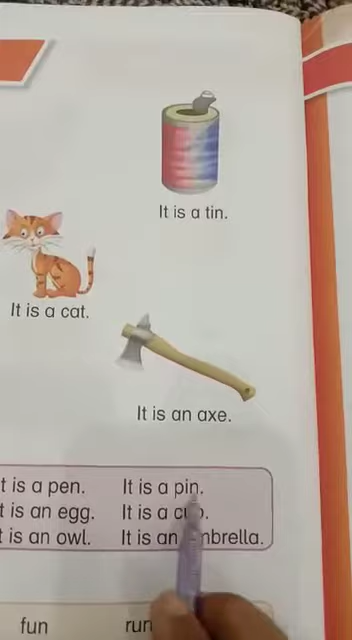 It is a tin.
It is a cat.
It is an axe.
t is a pen. It is a pin.
t is an egg. It is a
t is an owl. It is an
fun run